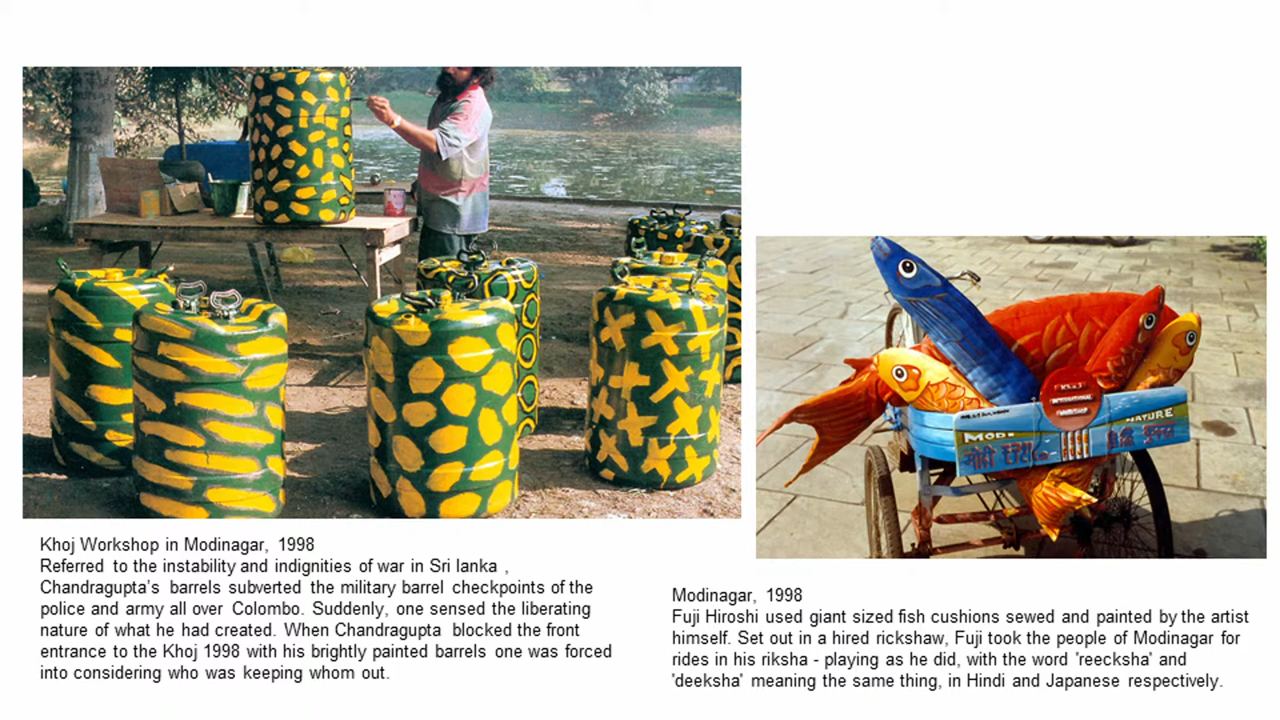 Khoj Workshop in Modinagar, 1998
Referred to the instability and indignities of war in Sri lanka ,
Chandragupta's barrels subverted the military barrel checkpoints of the
police and army all over Colombo. Suddenly, one sensed the liberating
nature of what he had created. When Chandragupta blocked the front
entrance to the Khoj 1998 with his brightly painted barrels one was forced
into considering who was keeping whom out.
NATURE
Modinagar, 1998
Fuji Hiroshi used giant sized fish cushions sewed and painted by the artist
himself. Set out in a hired rickshaw, Fuji took the people of Modinagar for
rides in his riksha - playing as he did, with the word 'reecksha' and
'deeksha' meaning the same thing, in Hindi and Japanese respectively.